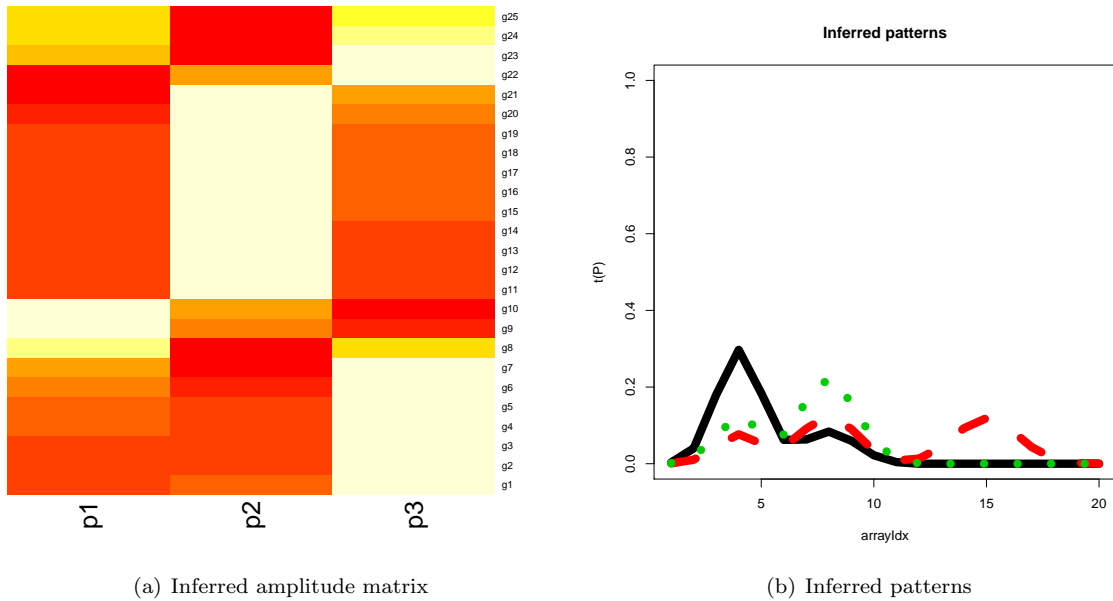 g25
g24
g23
g22
g21
g20
g19
g18
g17
g16
g15
g14
g13
g12
g11
g10
g9
g8
g7
g6
g5
g4
g3
g2
g1
p1 p2 p3
(a) Inferred amplitude matrix
Inferred patterns
t(P)
1.0
0.8
0.6
0.4
0.2
0.0
5 10 15 20
arrayIdx
(b) Inferred patterns